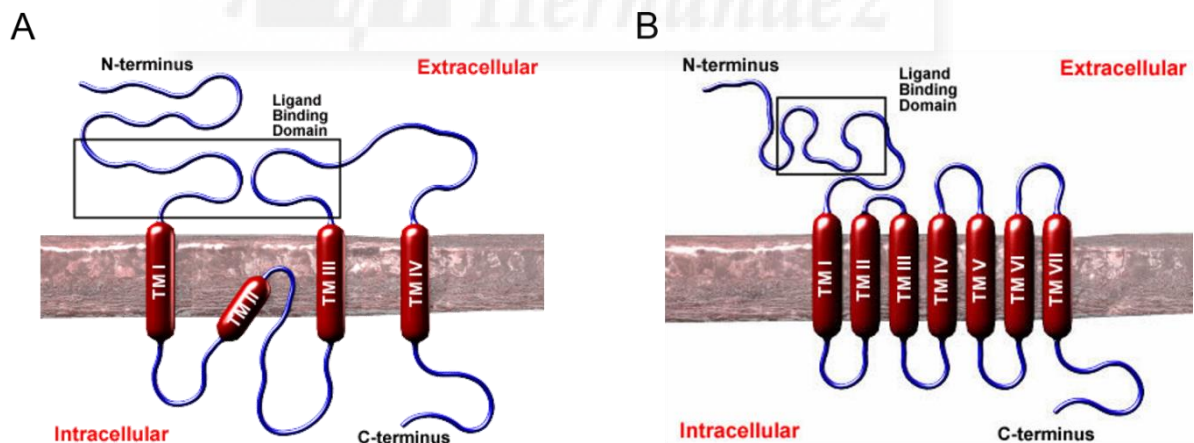 Hernández
A
B
N-terminus
Extracellular
Ligand
Binding
Domain
TM I
TM II
TM III
TM IV
Intracellular
C-terminus
N-terminus
Extracellular
Ligand
Binding
Domain
TM I
TM II
TM III
TM IV
TM V
TM VI
TM VII
Intracellular
C-terminus